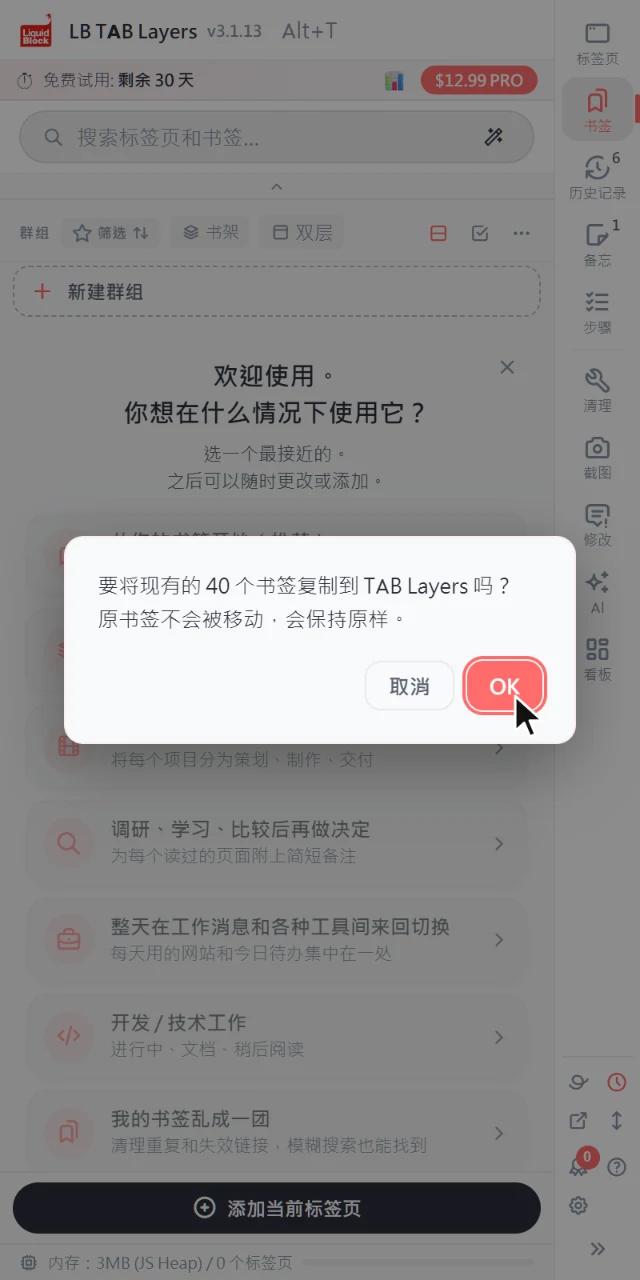 Liquid Block
LB TAB Layers v3.1.13 Alt+T
标签页
免费试用: 剩余 30 天
$12.99 PRO
书签
搜索标签页和书签...
6
历史记录
群组
筛选
书架
双层
1
备忘
新建群组
步骤
欢迎使用。
你想在什么情况下使用它？
选一个最接近的。
之后可以随时更改或添加。
清理
截图
修改
AI
看板
要将现有的 40 个书签复制到 TAB Layers 吗？
原书签不会被移动，会保持原样。
取消
OK
将每个项目分为策划、制作、交付
调研、学习、比较后再做决定
为每个读过的页面附上简短备注
整天在工作消息和各种工具间来回切换
每天用的网站和今日待办集中在一处
开发 / 技术工作
进行中、文档、稍后阅读
我的书签乱成一团
清理重复和失效链接，模糊搜索也能找到
0
添加当前标签页
内存：3MB (JS Heap) / 0 个标签页